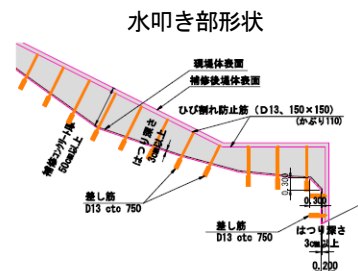 水叩き部形状
現堤体表面
補修後堤体表面
ひび割れ防止筋(D13、150×150)
(かぶり110)
補修コンクリート厚
50cm以上
はつり深さ
3cm以上
差し筋
D13 ctc 750
0.300
0.300
差し筋
D13 ctc 750
はつり深さ
3cm以上
0.200